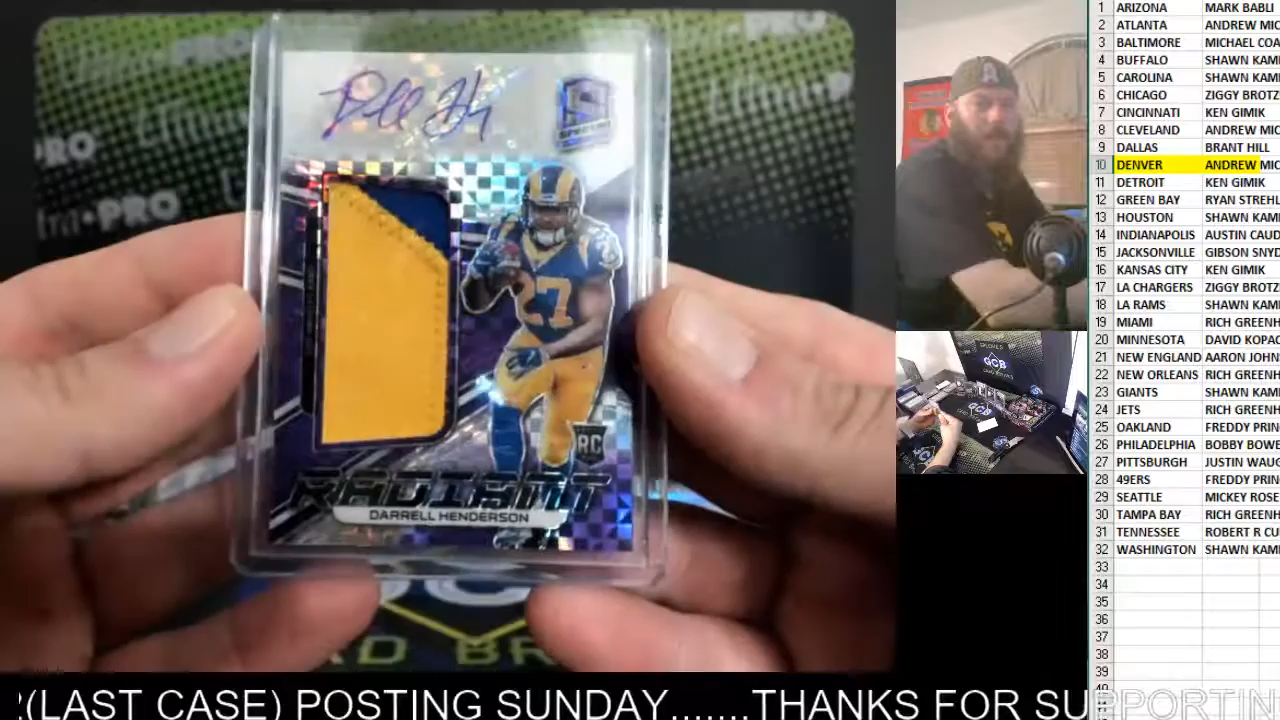 SPECTRA
27
RC
RADIANT
DARRELL HENDERSON
PRO
PRO
A
GCB
GCB
1 ARIZONA MARK BABLI
2 ATLANTA ANDREW MIC
3 BALTIMORE MICHAEL COA
4 BUFFALO SHAWN KAM
5 CAROLINA SHAWN KAM
6 CHICAGO ZIGGY BROTZ
7 CINCINNATI KEN GIMIK
8 CLEVELAND ANDREW MIC
9 DALLAS BRANT HILL
10 DENVER ANDREW MIC
11 DETROIT KEN GIMIK
12 GREEN BAY RYAN STREHL
13 HOUSTON SHAWN KAM
14 INDIANAPOLIS AUSTIN CAUD
15 JACKSONVILLE GIBSON SNYD
16 KANSAS CITY KEN GIMIK
17 LA CHARGERS ZIGGY BROTZ
18 LA RAMS SHAWN KAM
19 MIAMI RICH GREENH
20 MINNESOTA DAVID KOPAC
21 NEW ENGLAND AARON JOHN
22 NEW ORLEANS RICH GREENH
23 GIANTS SHAWN KAM
24 JETS RICH GREENH
25 OAKLAND FREDDY PRIN
26 PHILADELPHIA BOBBY BOWE
27 PITTSBURGH JUSTIN WAUG
28 49ERS FREDDY PRIN
29 SEATTLE MICKEY ROSE
30 TAMPA BAY RICH GREENH
31 TENNESSEE ROBERT R CU
32 WASHINGTON SHAWN KAM
33
34
35
36
37
38
39
(LAST CASE) POSTING SUNDAY.......THANKS FOR SUPPORTIN